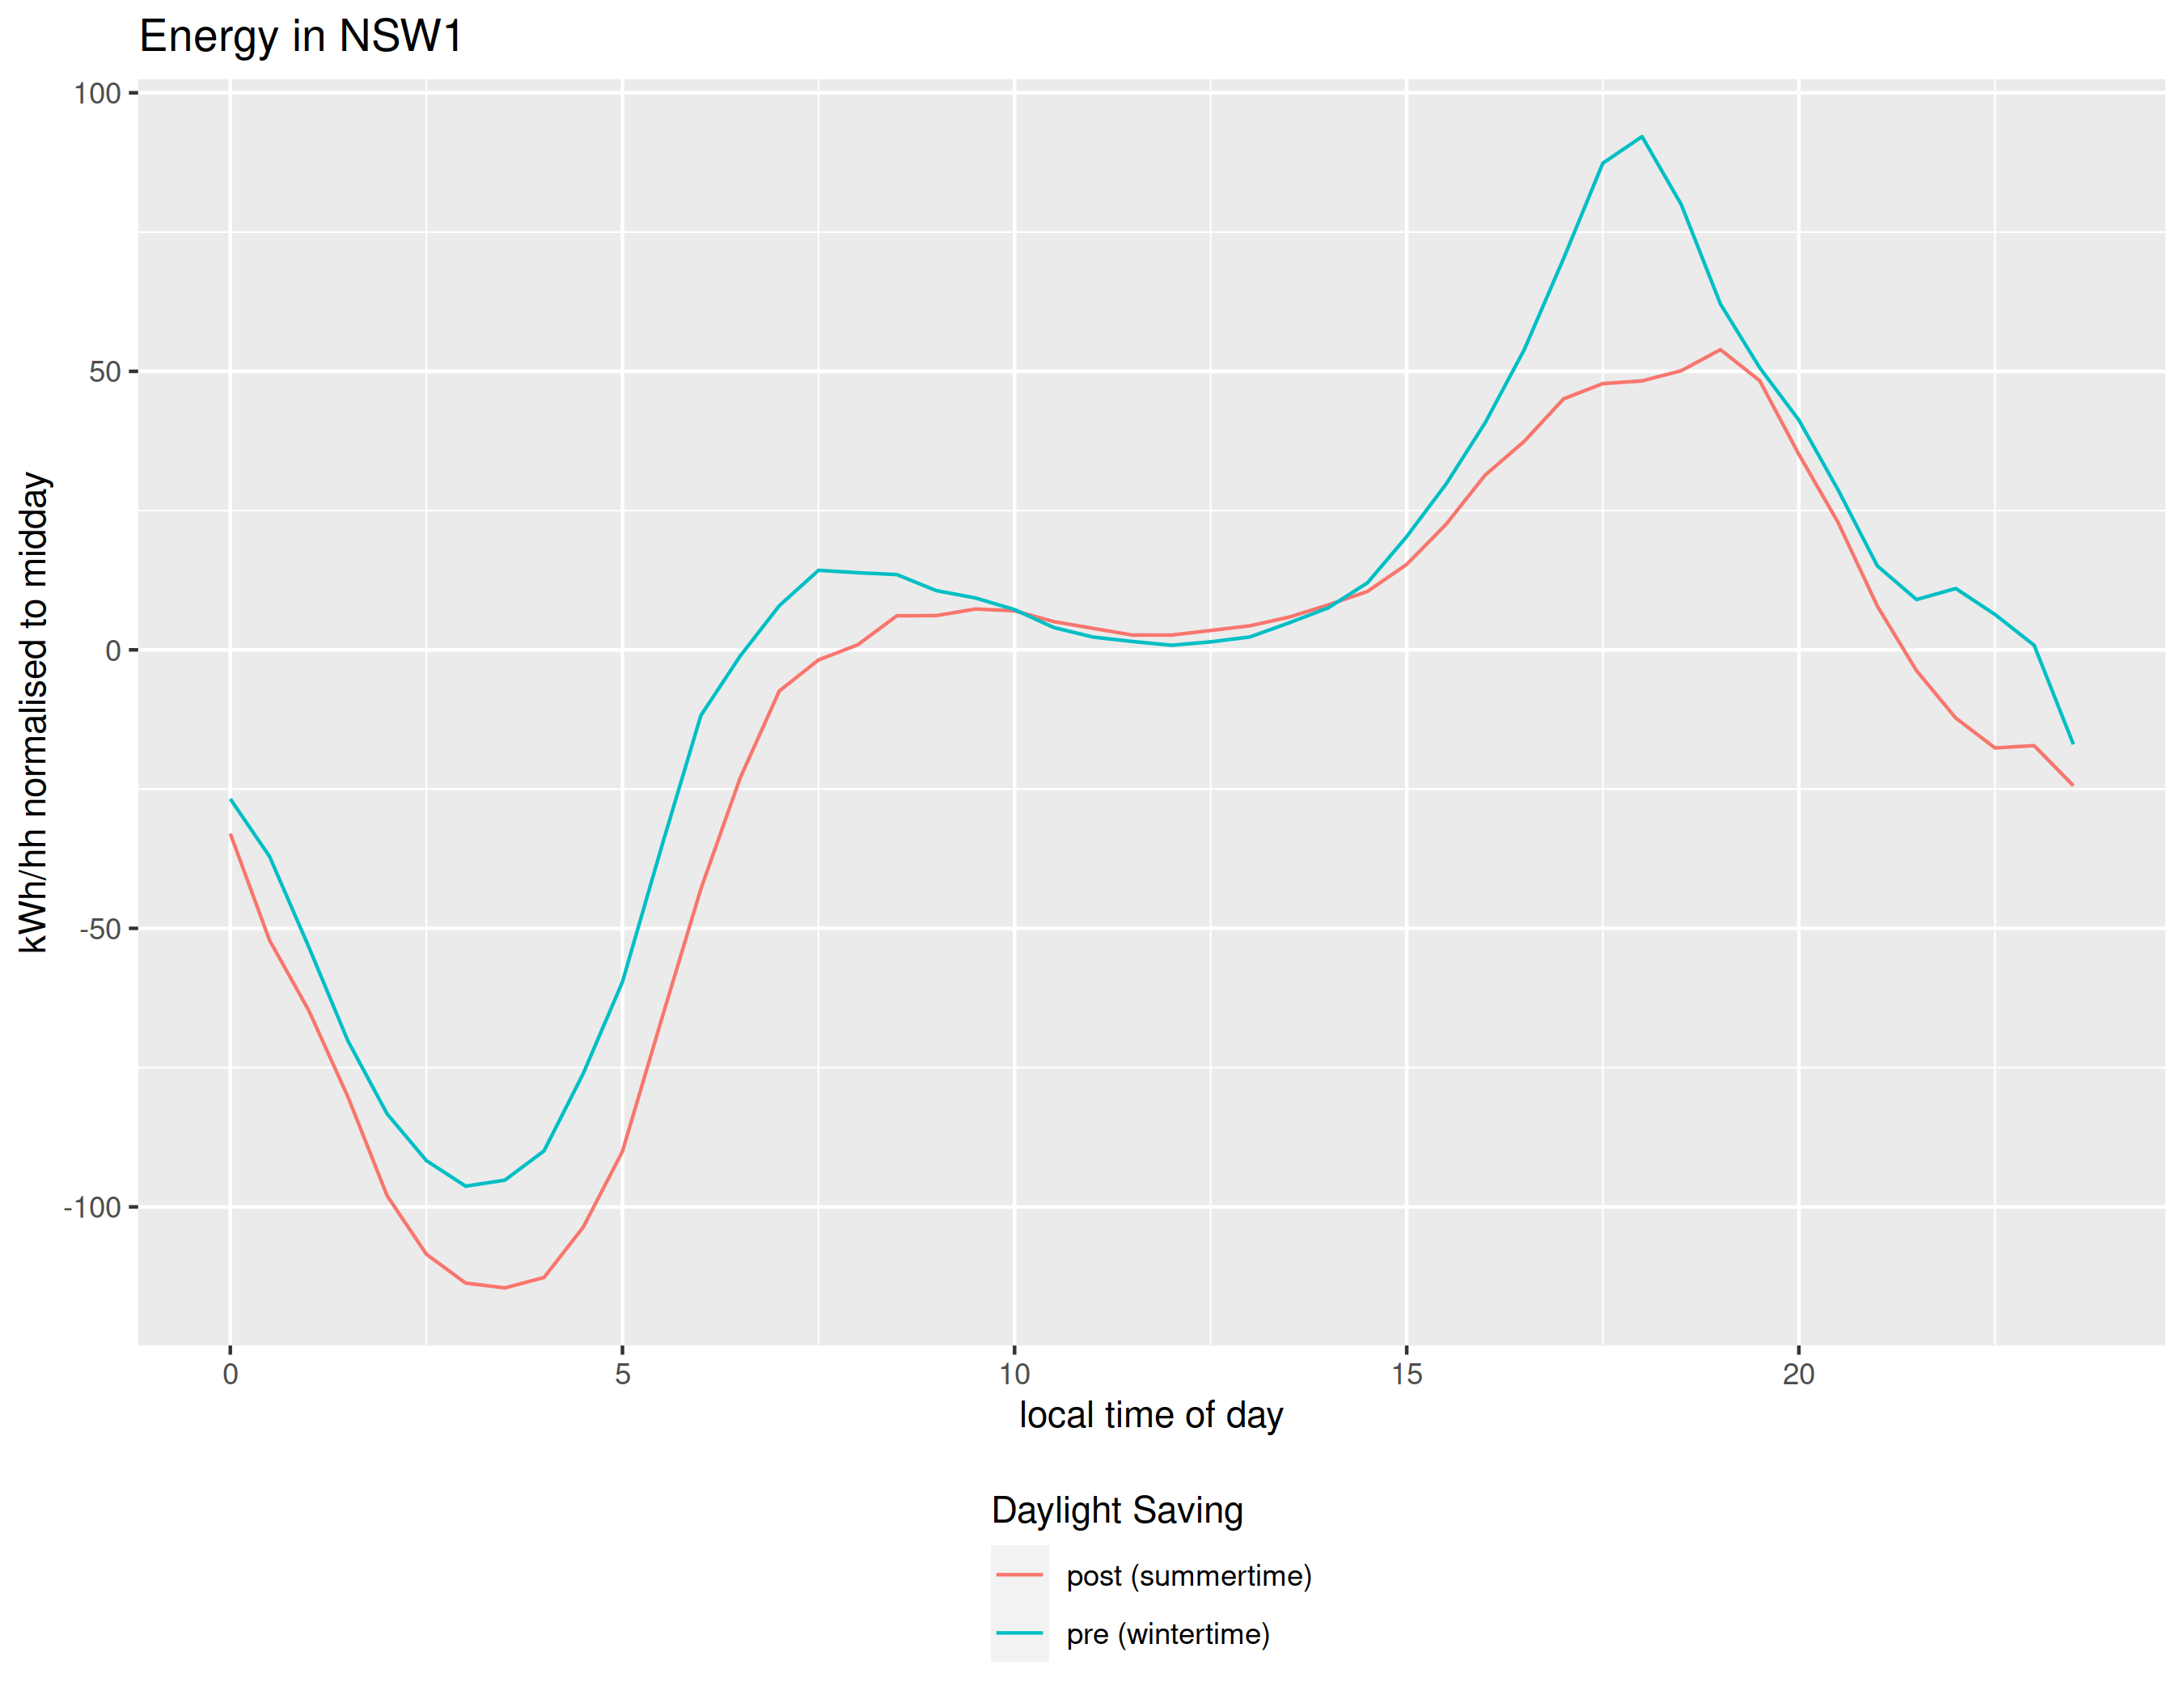 Energy in NSW1
kWh/hh normalised to midday
100
50
0
-50
-100
0 5 10 15 20
local time of day
Daylight Saving
post (summertime)
pre (wintertime)